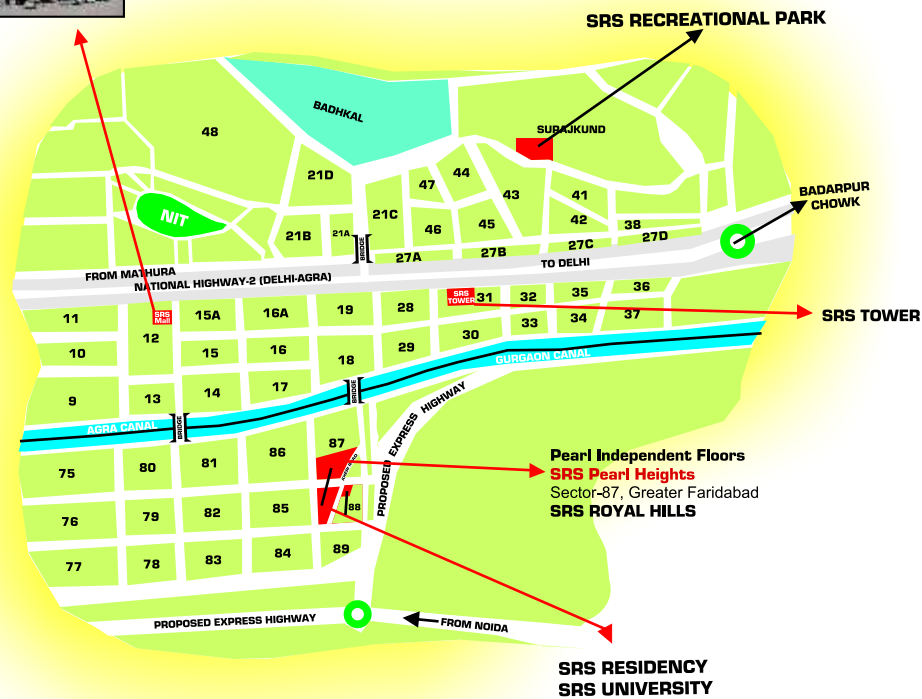 SRS RECREATIONAL PARK
BADHKAL
SURAJKUND
48
21D
47
44
43
41
BADARPUR
CHOWK
NIT
21C
42
38
21B
21A
46
45
27D
BRIDGE
27A
27B
27C
FROM MATHURA
TO DELHI
NATIONAL HIGHWAY-2 (DELHI-AGRA)
11
SRS
Mall
15A
16A
19
28
SRS
TOWER
31
32
35
36
SRS TOWER
12
33
34
37
10
15
16
18
29
30
GURGAON CANAL
9
13
14
17
BRIDGE
AGRA CANAL
BRIDGE
PROPOSED EXPRESS HIGHWAY
75
80
81
86
87
Pearl Independent Floors
SRS Pearl Heights
Sector-87, Greater Faridabad
SRS ROYAL HILLS
76
79
82
85
88
77
78
83
84
89
PROPOSED EXPRESS HIGHWAY
FROM NOIDA
SRS RESIDENCY
SRS UNIVERSITY